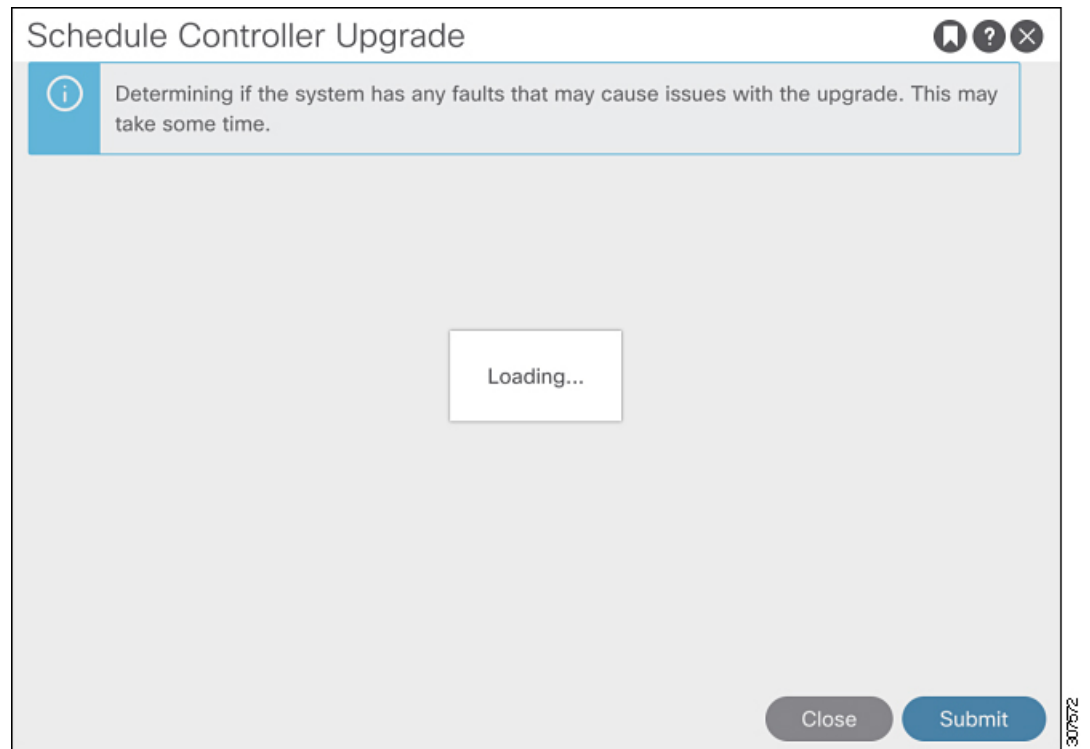 Schedule Controller Upgrade
Determining if the system has any faults that may cause issues with the upgrade. This may
take some time.
Loading...
Close
Submit
307572